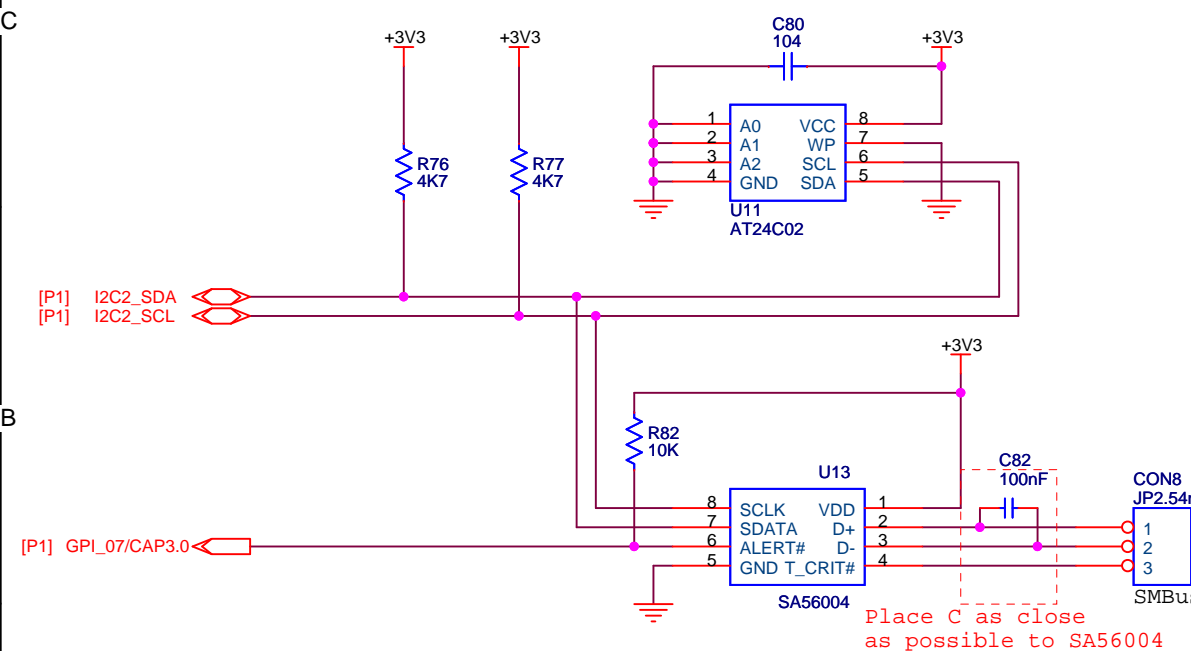 C
+3V3
+3V3
C80
104
+3V3
R76
4K7
R77
4K7
1 A0 VCC 8
2 A1 WP 7
3 A2 SCL 6
4 GND SDA 5
U11
AT24C02
[P1] I2C2_SDA
[P1] I2C2_SCL
+3V3
B
R82
10K
U13
C82
100nF
CON8
JP2.54m
8 SCLK VDD 1
7 SDATA D+ 2
6 ALERT# D- 3
5 GND T_CRIT# 4
[P1] GPI_07/CAP3.0
1
2
3
SA56004
SMBus
Place C as close
as possible to SA56004